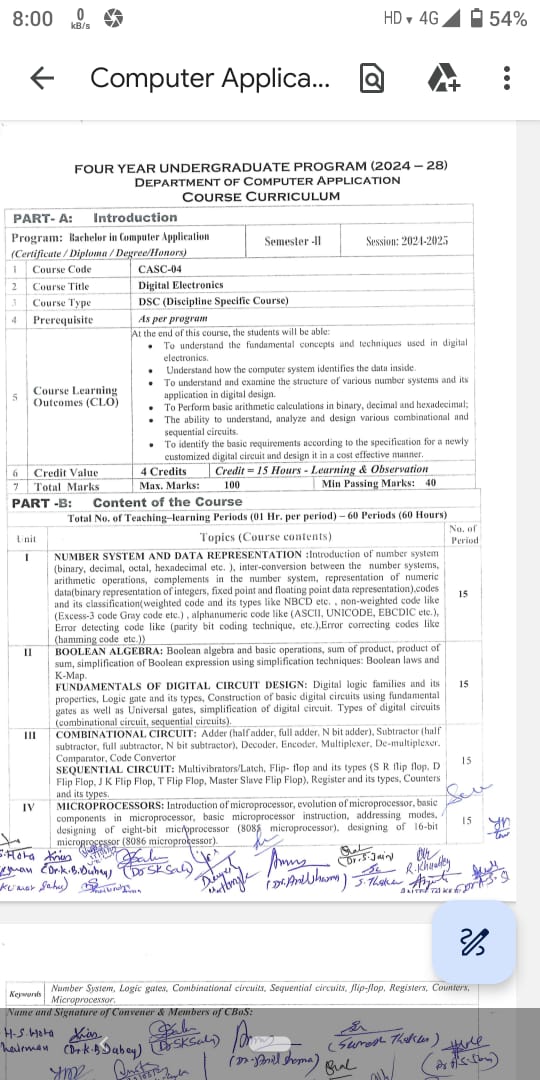 8:00 0 kB/s HD 4G 54%
Computer Applica...
FOUR YEAR UNDERGRADUATE PROGRAM (2024 – 28)
DEPARTMENT OF COMPUTER APPLICATION
COURSE CURRICULUM
PART- A: Introduction
Program: Bachelor in Computer Application
(Certificate / Diploma / Degree/Honors)
Semester -II
Session: 2024-2025
1 Course Code CASC-04
2 Course Title Digital Electronics
3 Course Type DSC (Discipline Specific Course)
4 Prerequisite As per program
5 Course Learning Outcomes (CLO)
At the end of this course, the students will be able:
• To understand the fundamental concepts and techniques used in digital
electronics.
• Understand how the computer system identifies the data inside.
• To understand and examine the structure of various number systems and its
application in digital design.
• To Perform basic arithmetic calculations in binary, decimal and hexadecimal;
• The ability to understand, analyze and design various combinational and
sequential circuits.
• To identify the basic requirements according to the specification for a newly
customized digital circuit and design it in a cost effective manner.
6 Credit Value 4 Credits Credit = 15 Hours - Learning & Observation
7 Total Marks Max. Marks: 100 Min Passing Marks: 40
PART -B: Content of the Course
Total No. of Teaching–learning Periods (01 Hr. per period) – 60 Periods (60 Hours)
Unit Topics (Course contents) No. of Period
I NUMBER SYSTEM AND DATA REPRESENTATION :Introduction of number system
(binary, decimal, octal, hexadecimal etc. ), inter-conversion between the number systems,
arithmetic operations, complements in the number system, representation of numeric
data(binary representation of integers, fixed point and floating point data representation),codes
and its classification(weighted code and its types like NBCD etc. , non-weighted code like
(Excess-3 code Gray code etc.) , alphanumeric code like (ASCII, UNICODE, EBCDIC etc.),
Error detecting code like (parity bit coding technique, etc.),Error correcting codes like
(hamming code etc.))
15
II BOOLEAN ALGEBRA: Boolean algebra and basic operations, sum of product, product of
sum, simplification of Boolean expression using simplification techniques: Boolean laws and
K-Map.
FUNDAMENTALS OF DIGITAL CIRCUIT DESIGN: Digital logic families and its
properties, Logic gate and its types, Construction of basic digital circuits using fundamental
gates as well as Universal gates, simplification of digital circuit. Types of digital circuits
(combinational circuit, sequential circuits).
15
III COMBINATIONAL CIRCUIT: Adder (half adder, full adder, N bit adder), Subtractor (half
subtractor, full subtractor, N bit subtractor), Decoder, Encoder, Multiplexer, De-multiplexer.
Comparator, Code Convertor
SEQUENTIAL CIRCUIT: Multivibrators/Latch, Flip- flop and its types (S R flip flop, D
Flip Flop, J K Flip Flop, T Flip Flop, Master Slave Flip Flop), Register and its types, Counters
and its types.
15
IV MICROPROCESSORS: Introduction of microprocessor, evolution of microprocessor, basic
components in microprocessor, basic microprocessor instruction, addressing modes,
designing of eight-bit microprocessor (8085 microprocessor), designing of 16-bit
microprocessor (8086 microprocessor).
15
(Dr.k.B.Dubey) (Dr SK Sahu) (Dr. S. Jain) R. Khundey
Keywords Number System, Logic gates, Combinational circuits, Sequential circuits, flip-flop, Registers, Counters,
Microprocessor.
Name and Signature of Convener & Members of CBoS:
H-S Hota
(Dr.k.B Dubey) (Dr SK Sahu)